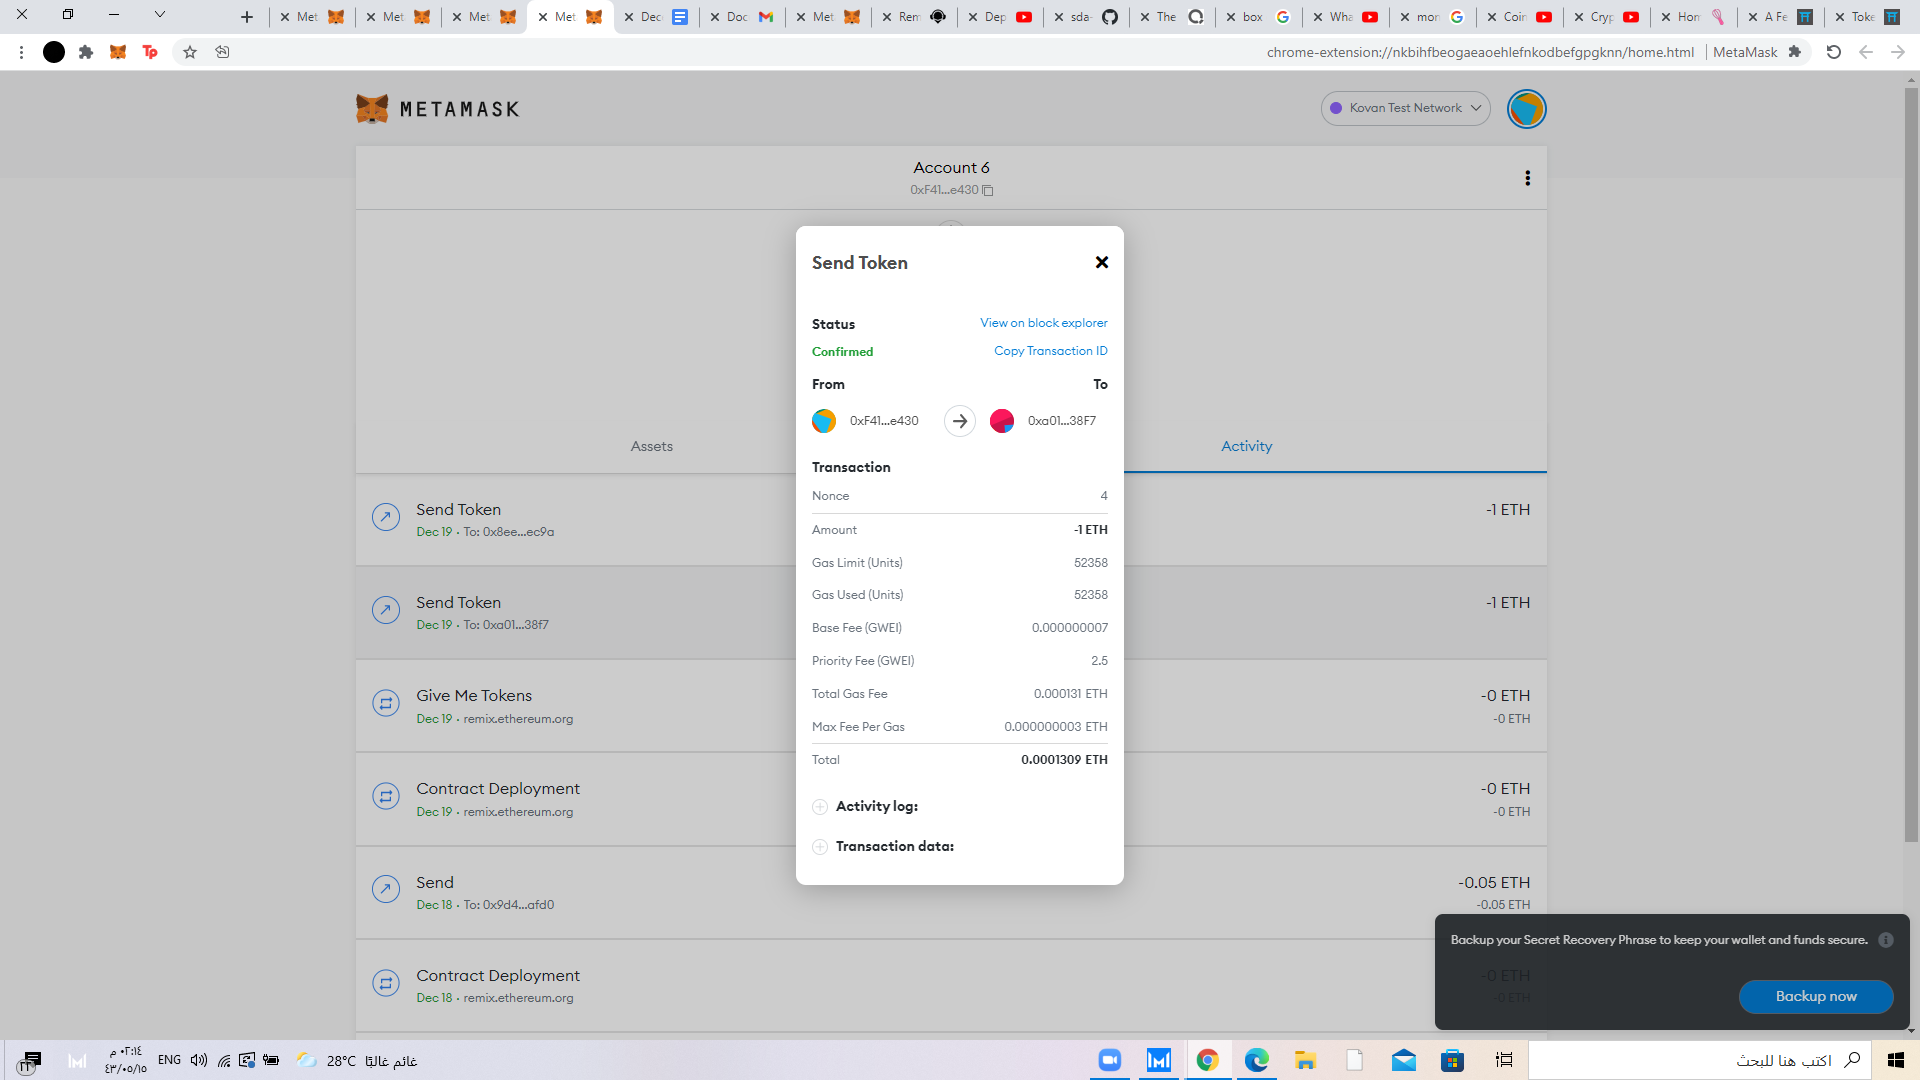 Met
Met
Met
Met
Dec
Doc
Met
Rem
Dep
sda-
The
box
Wha
mor
Coin
Cryp
Hom
A Fe
Toke
Tp
chrome-extension://nkbihfbeogaeaoehlefnkodbefgpgknn/home.html
MetaMask
METAMASK
Kovan Test Network
Account 6
0xF41...e430
Assets
Activity
Send Token
Dec 19 · To: 0x8ee...ec9a
-1 ETH
Send Token
Dec 19 · To: 0xa01...38f7
-1 ETH
Give Me Tokens
Dec 19 · remix.ethereum.org
-0 ETH
-0 ETH
Contract Deployment
Dec 19 · remix.ethereum.org
-0 ETH
-0 ETH
Send
Dec 18 · To: 0x9d4...afd0
-0.05 ETH
-0.05 ETH
Contract Deployment
Dec 18 · remix.ethereum.org
-0 ETH
-0 ETH
Send Token
Status
View on block explorer
Confirmed
Copy Transaction ID
From
To
0xF41...e430
0xa01...38F7
Transaction
Nonce 4
Amount -1 ETH
Gas Limit (Units) 52358
Gas Used (Units) 52358
Base Fee (GWEI) 0.000000007
Priority Fee (GWEI) 2.5
Total Gas Fee 0.000131 ETH
Max Fee Per Gas 0.000000003 ETH
Total 0.0001309 ETH
Activity log:
Transaction data:
Backup your Secret Recovery Phrase to keep your wallet and funds secure.
Backup now
٠٢:١٤ م
٤٣/٠٥/١٥
ENG
28°C غائم غالبًا
اكتب هنا للبحث